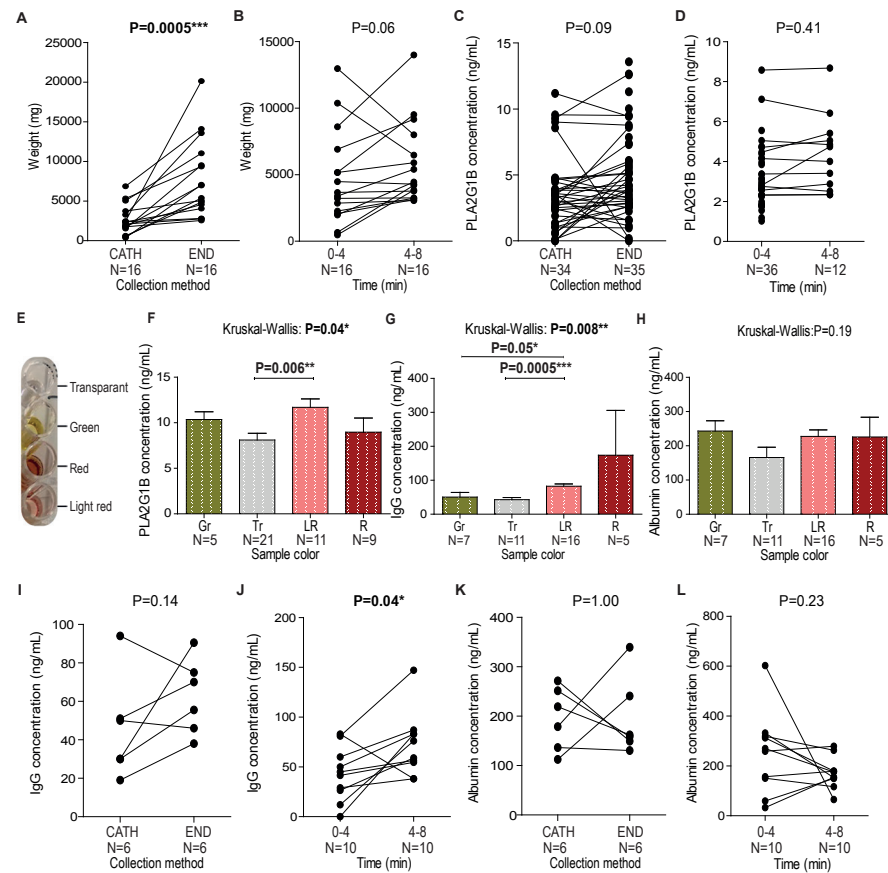 A
P=0.0005***
Weight (mg)
25000
20000
15000
10000
5000
0
CATH END
N=16 N=16
Collection method
B
P=0.06
Weight (mg)
15000
10000
5000
0
0-4 4-8
N=16 N=16
Time (min)
C
P=0.09
PLA2G1B concentration (ng/mL)
15
10
5
0
CATH END
N=34 N=35
Collection method
D
P=0.41
PLA2G1B concentration (ng/mL)
10
8
6
4
2
0
0-4 4-8
N=36 N=12
Time (min)
E
Transparant
Green
Red
Light red
F
Kruskal-Wallis: P=0.04*
P=0.006**
PLA2G1B concentration (ng/mL)
15
10
5
0
Gr Tr LR R
N=5 N=21 N=11 N=9
Sample color
G
Kruskal-Wallis: P=0.008**
P=0.05*
P=0.0005***
IgG concentration (ng/mL)
400
300
200
100
0
Gr Tr LR R
N=7 N=11 N=16 N=5
Sample color
H
Kruskal-Wallis:P=0.19
Albumin concentration (ng/mL)
400
300
200
100
0
Gr Tr LR R
N=7 N=11 N=16 N=5
Sample color
I
P=0.14
IgG concentration (ng/mL)
100
80
60
40
20
0
CATH END
N=6 N=6
Collection method
J
P=0.04*
IgG concentration (ng/mL)
200
150
100
50
0
0-4 4-8
N=10 N=10
Time (min)
K
P=1.00
Albumin concentration (ng/mL)
400
300
200
100
0
CATH END
N=6 N=6
Collection method
L
P=0.23
Albumin concentration (ng/mL)
800
600
400
200
0
0-4 4-8
N=10 N=10
Time (min)